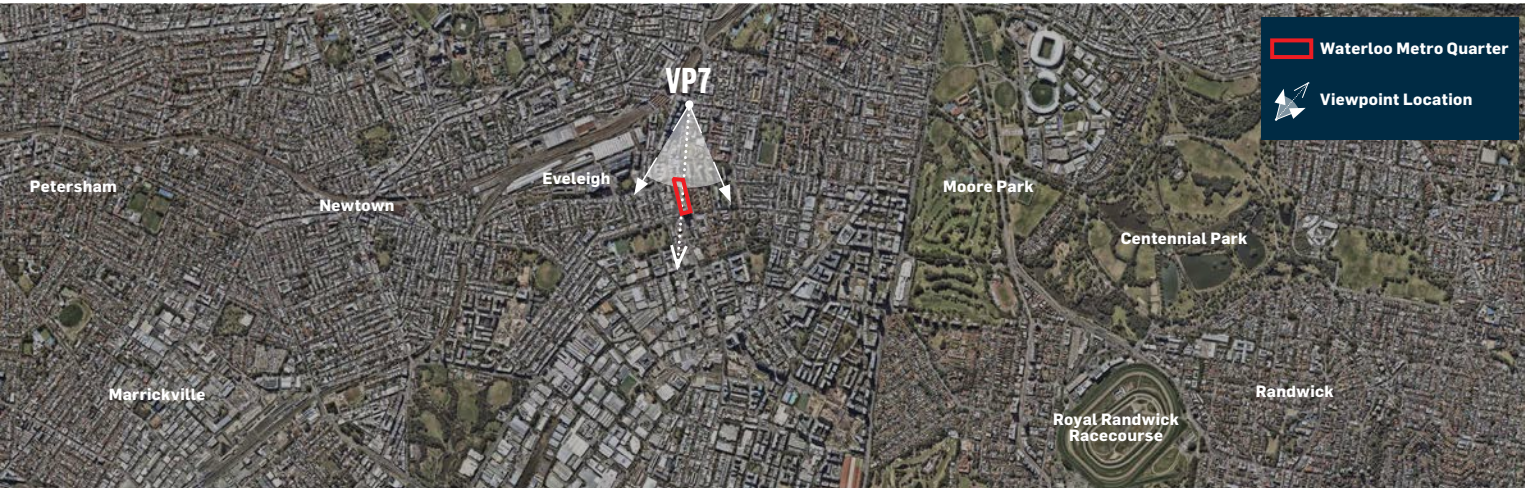 VP7
Waterloo Metro Quarter
Viewpoint Location
Petersham
Newtown
Eveleigh
Moore Park
Centennial Park
Marrickville
Randwick
Royal Randwick
Racecourse